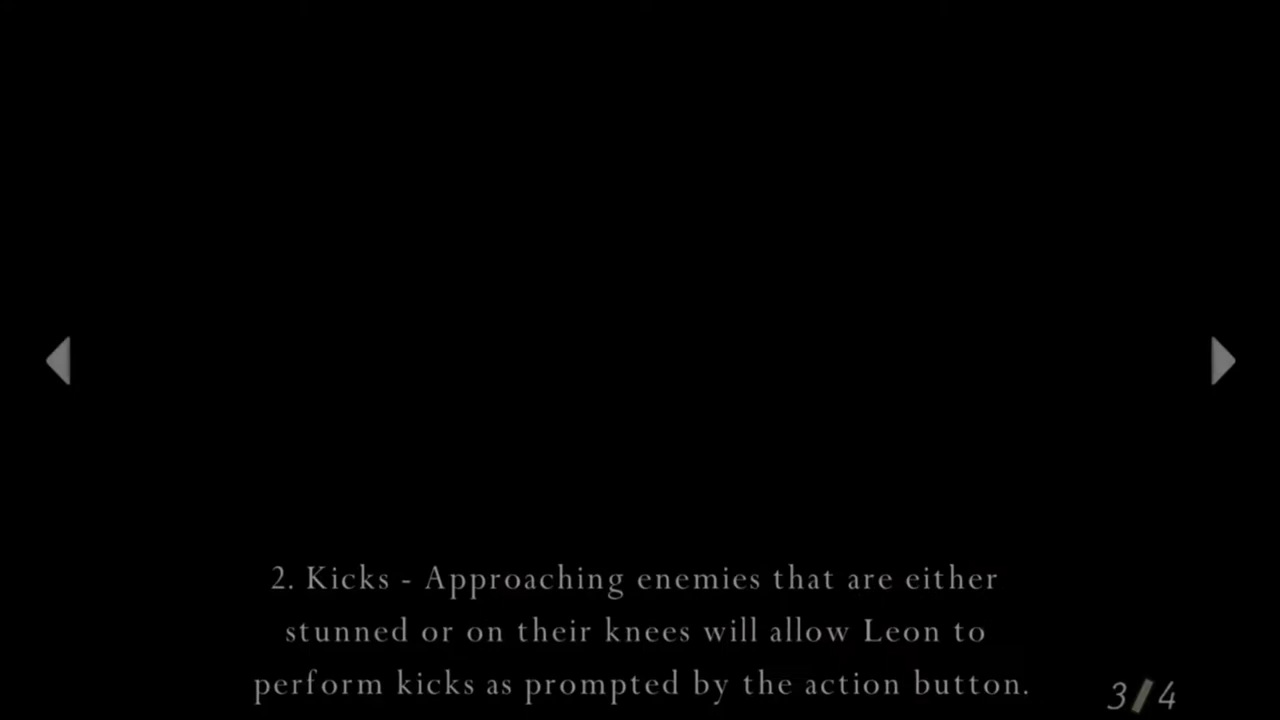 2. Kicks - Approaching enemies that are either
stunned or on their knees will allow Leon to
perform kicks as prompted by the action button.
3/4